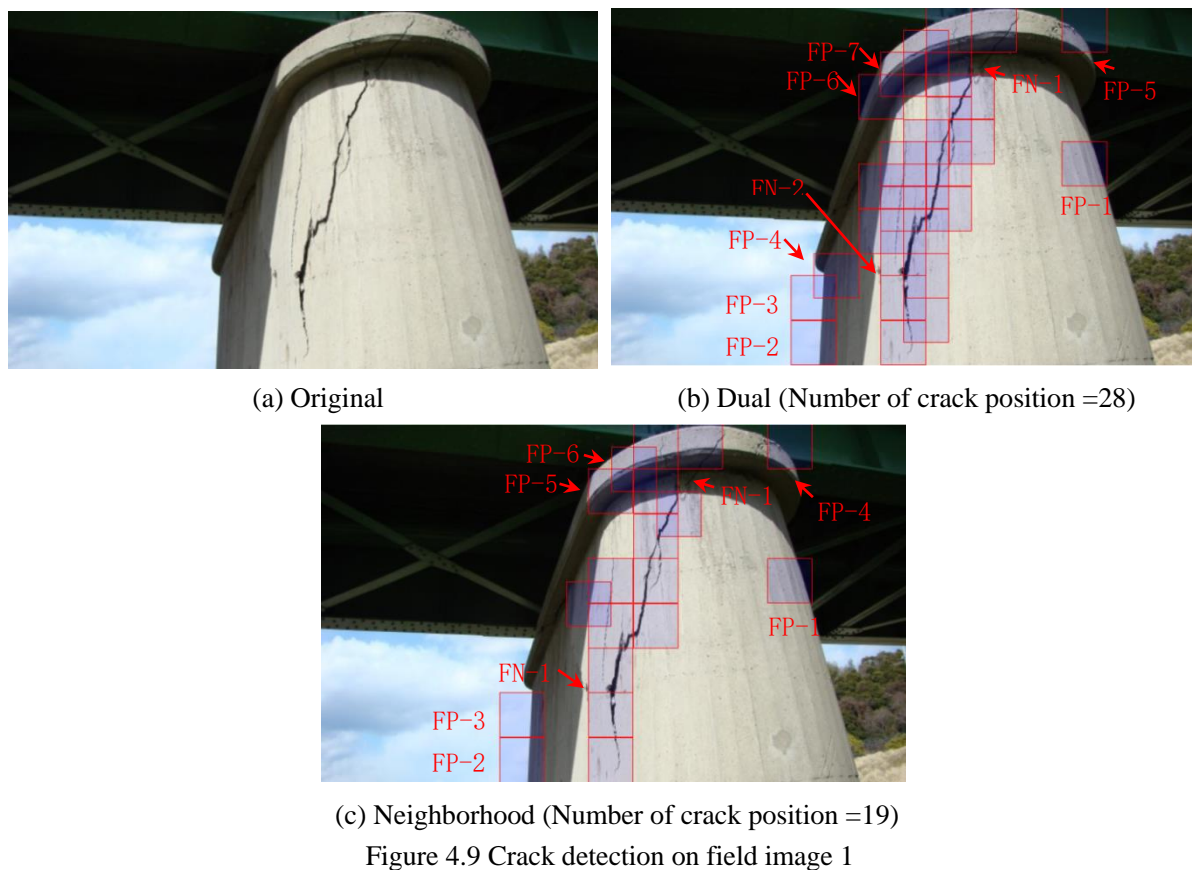 FP-7
FP-6
FN-1
FP-5
FN-2
FP-1
FP-4
FP-3
FP-2
(a) Original
(b) Dual (Number of crack position =28)
FP-6
FP-5
FN-1
FP-4
FP-1
FN-1
FP-3
FP-2
(c) Neighborhood (Number of crack position =19)
Figure 4.9 Crack detection on field image 1